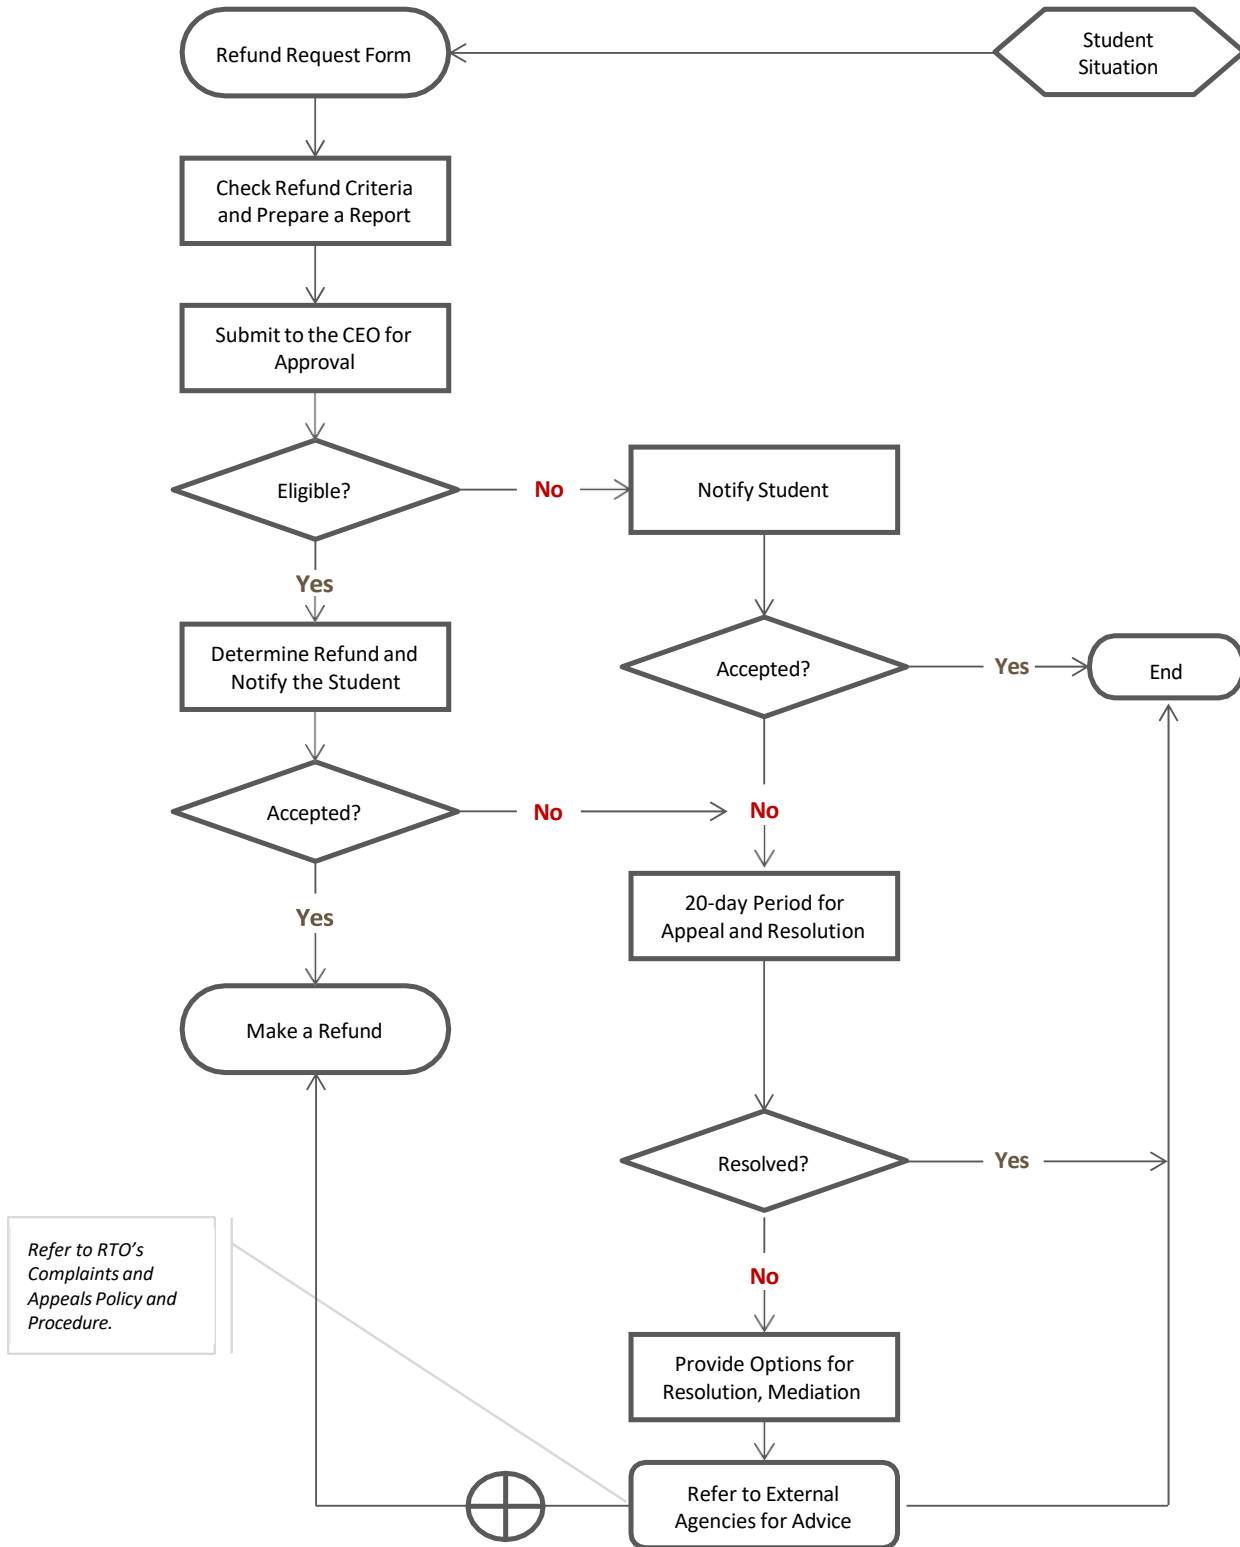 Refund Request Form
Student
Situation
Check Refund Criteria
and Prepare a Report
Submit to the CEO for
Approval
Eligible?
No
Notify Student
Yes
Determine Refund and
Notify the Student
Accepted?
Yes
End
Accepted?
No
No
20-day Period for
Appeal and Resolution
Yes
Make a Refund
Resolved?
Yes
Refer to RTO's
Complaints and
Appeals Policy and
Procedure.
No
Provide Options for
Resolution, Mediation
Refer to External
Agencies for Advice